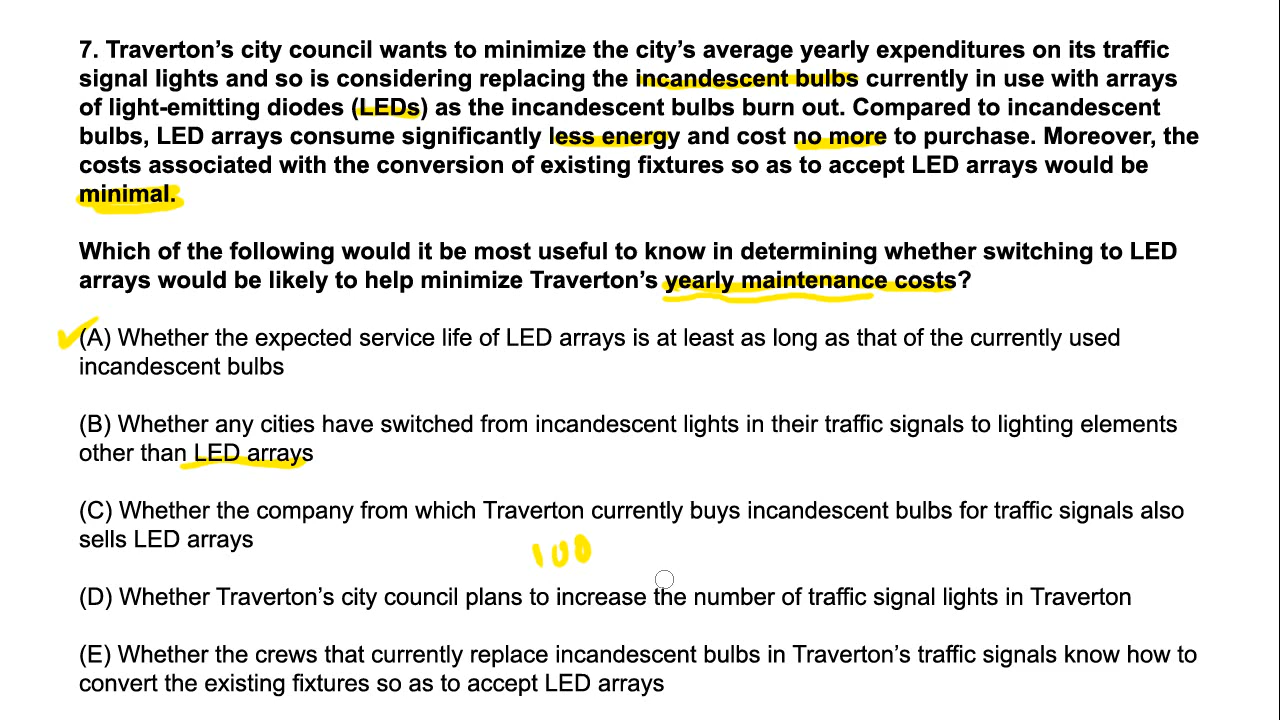 7. Traverton’s city council wants to minimize the city’s average yearly expenditures on its traffic
signal lights and so is considering replacing the incandescent bulbs currently in use with arrays
of light-emitting diodes (LEDs) as the incandescent bulbs burn out. Compared to incandescent
bulbs, LED arrays consume significantly less energy and cost no more to purchase. Moreover, the
costs associated with the conversion of existing fixtures so as to accept LED arrays would be
minimal.
Which of the following would it be most useful to know in determining whether switching to LED
arrays would be likely to help minimize Traverton’s yearly maintenance costs?
(A) Whether the expected service life of LED arrays is at least as long as that of the currently used
incandescent bulbs
(B) Whether any cities have switched from incandescent lights in their traffic signals to lighting elements
other than LED arrays
(C) Whether the company from which Traverton currently buys incandescent bulbs for traffic signals also
sells LED arrays
100
(D) Whether Traverton’s city council plans to increase the number of traffic signal lights in Traverton
(E) Whether the crews that currently replace incandescent bulbs in Traverton’s traffic signals know how to
convert the existing fixtures so as to accept LED arrays